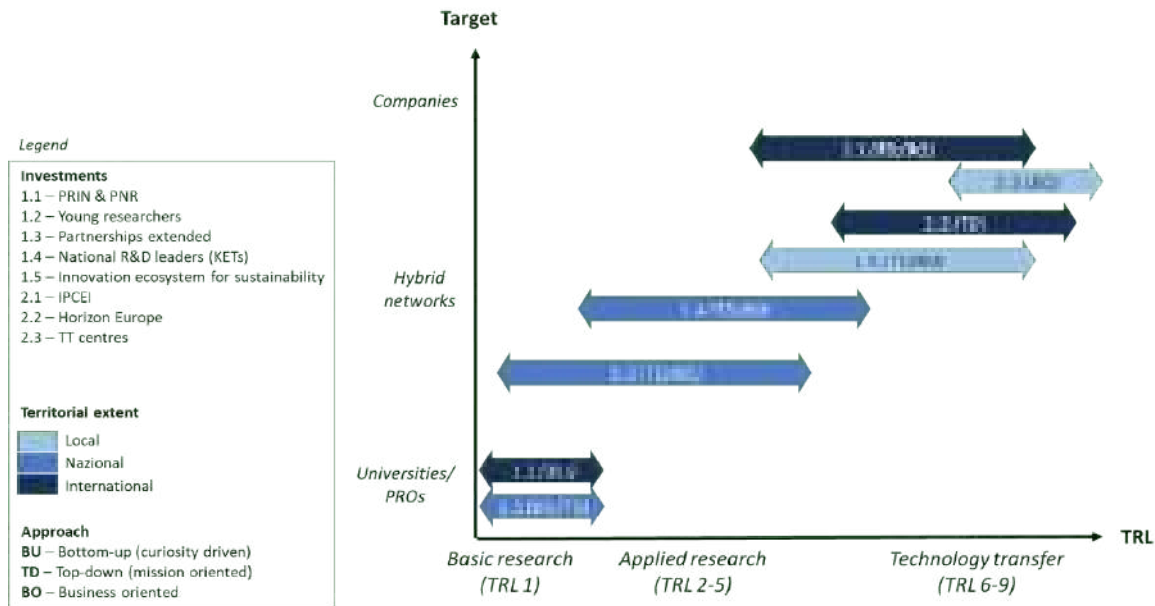 Target
Companies
Legend
Investments
1.1 – PRIN & PNR
1.2 – Young researchers
1.3 – Partnerships extended
1.4 – National R&D leaders (KETs)
1.5 – Innovation ecosystem for sustainability
2.1 – IPCEI
2.2 – Horizon Europe
2.3 – TT centres
Hybrid
networks
Territorial extent
Local
Nazional
International
Universities/
PROs
Approach
BU – Bottom-up (curiosity driven)
TD – Top-down (mission oriented)
BO – Business oriented
TRL
Basic research
(TRL 1)
Applied research
(TRL 2-5)
Technology transfer
(TRL 6-9)